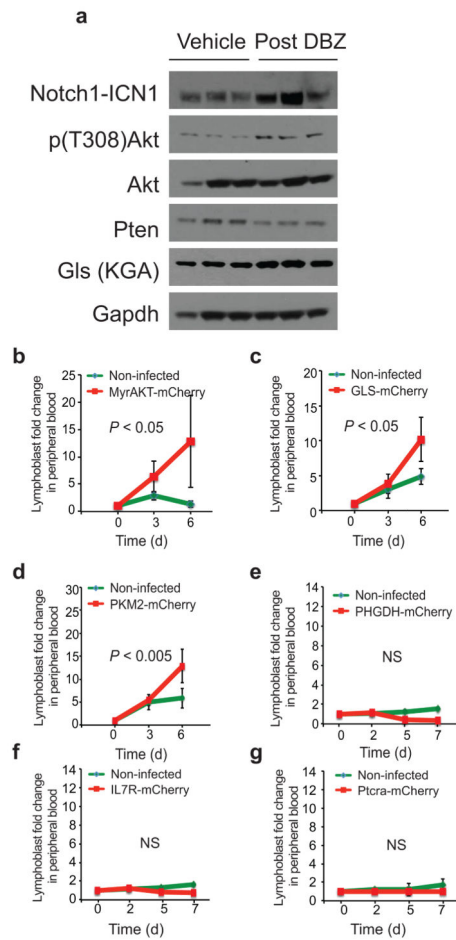 a
Vehicle Post DBZ
Notch1-ICN1
p(T308)Akt
Akt
Pten
Gls (KGA)
Gapdh
b
Non-infected
MyrAKT-mCherry
P < 0.05
Lymphoblast fold change
in peripheral blood
25
20
15
10
5
0
0 3 6
Time (d)
c
Non-infected
GLS-mCherry
P < 0.05
Lymphoblast fold change
in peripheral blood
20
15
10
5
0
0 3 6
Time (d)
d
Non-infected
PKM2-mCherry
P < 0.005
Lymphoblast fold change
in peripheral blood
30
25
20
15
10
5
0
0 3 6
Time (d)
e
Non-infected
PHGDH-mCherry
NS
Lymphoblast fold change
in peripheral blood
14
12
10
8
6
4
2
0
0 2 5 7
Time (d)
f
Non-infected
IL7R-mCherry
NS
Lymphoblast fold change
in peripheral blood
14
12
10
8
6
4
2
0
0 2 5 7
Time (d)
g
Non-infected
Ptcra-mCherry
NS
Lymphoblast fold change
in peripheral blood
14
12
10
8
6
4
2
0
0 2 5 7
Time (d)